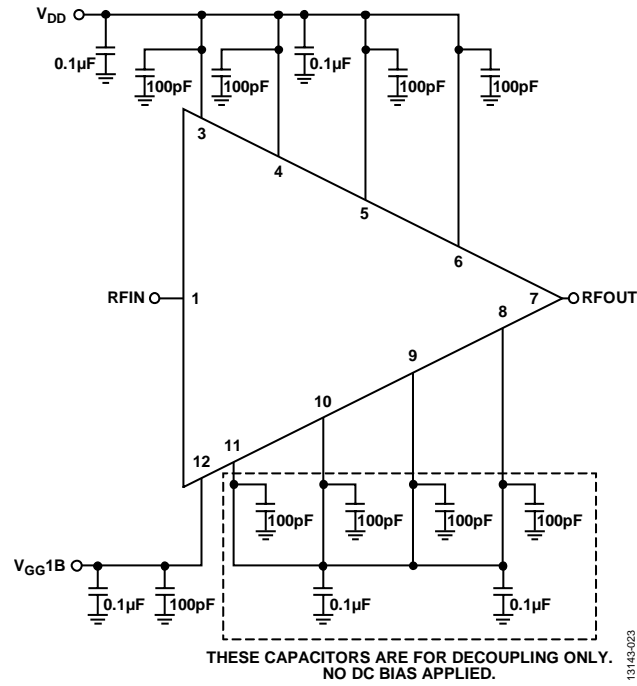 VDD
0.1µF
0.1µF
100pF
100pF
100pF
100pF
3
4
5
6
RFIN
1
7
RFOUT
8
9
10
11
12
100pF
100pF
100pF
100pF
VGG1B
0.1µF
100pF
0.1µF
0.1µF
THESE CAPACITORS ARE FOR DECOUPLING ONLY.
NO DC BIAS APPLIED.
13143-023